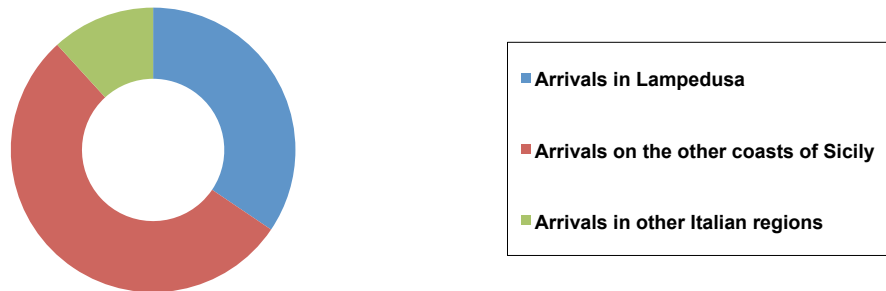 Arrivals in Lampedusa
Arrivals on the other coasts of Sicily
Arrivals in other Italian regions